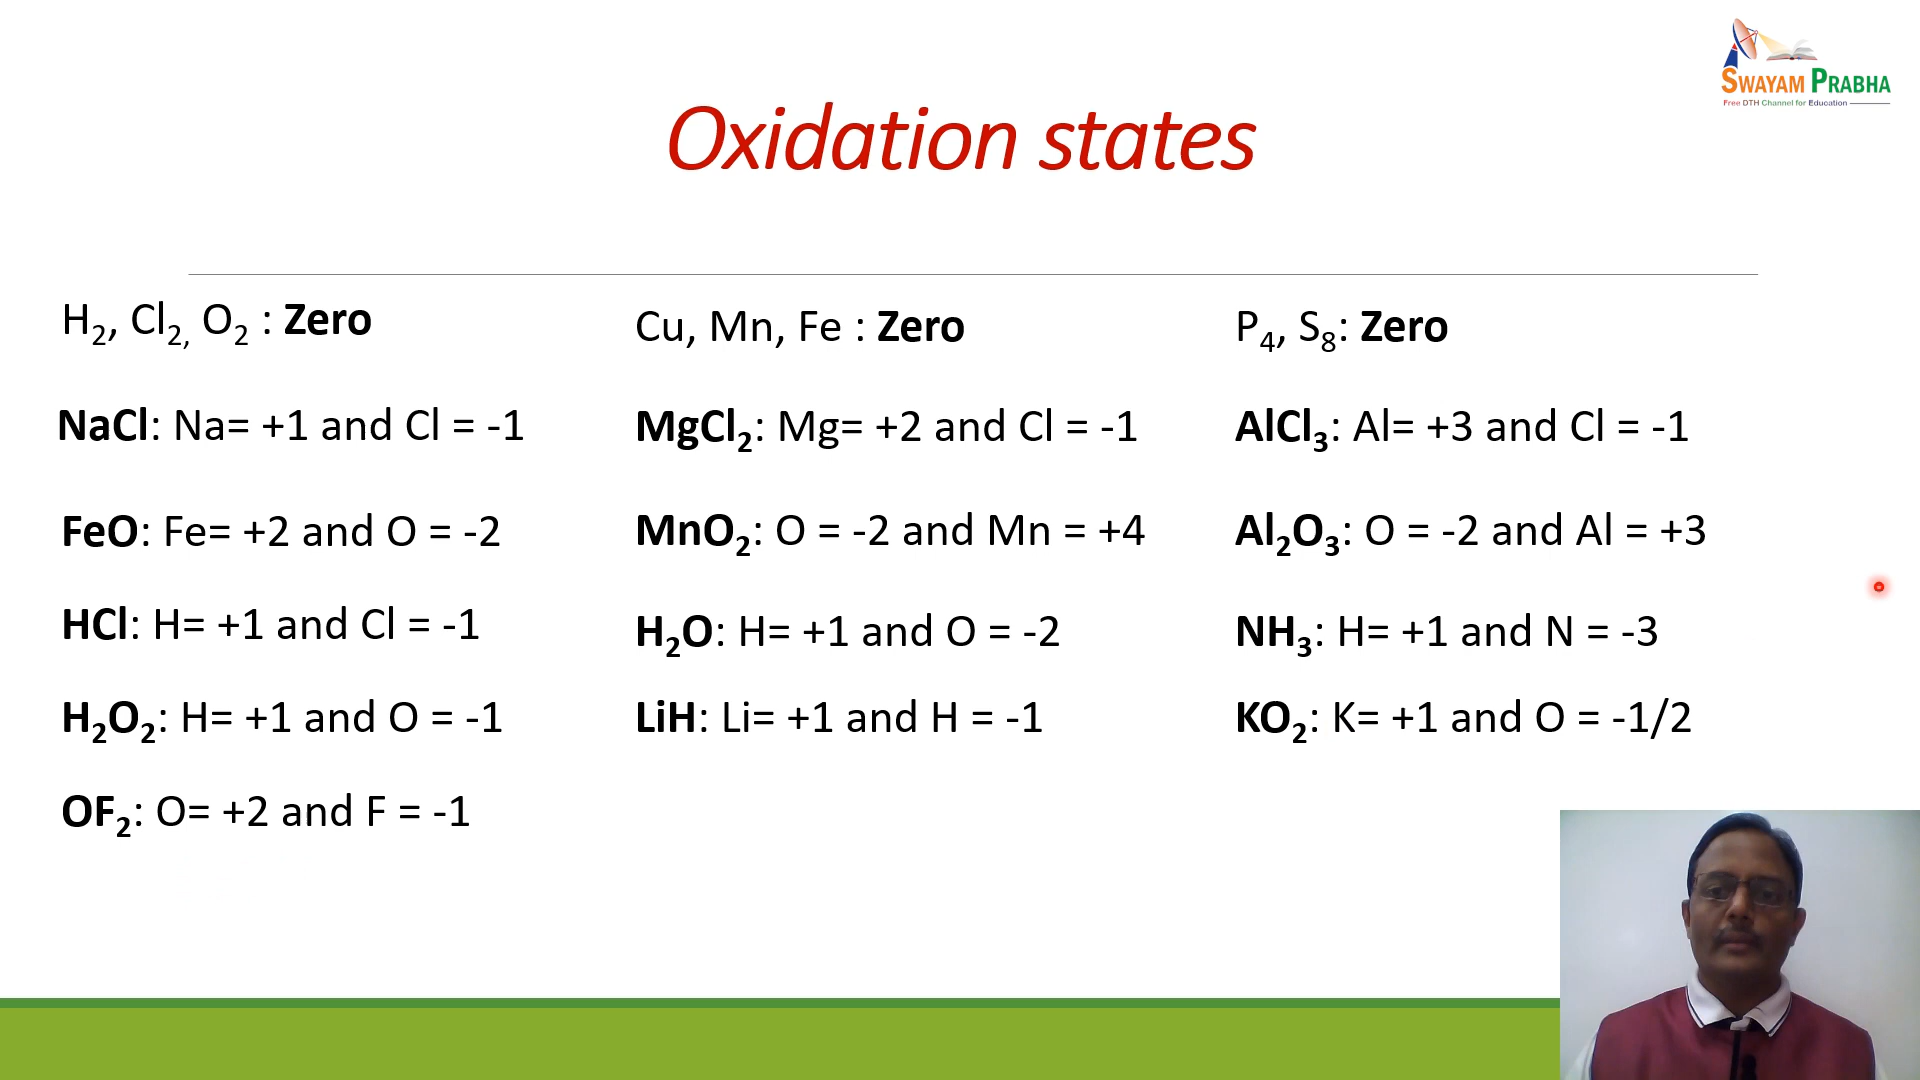 SWAYAM PRABHA
Free DTH Channel for Education
Oxidation states
H₂, Cl₂, O₂ : Zero
Cu, Mn, Fe : Zero
P₄, S₈: Zero
NaCl: Na= +1 and Cl = -1
MgCl₂: Mg= +2 and Cl = -1
AlCl₃: Al= +3 and Cl = -1
FeO: Fe= +2 and O = -2
MnO₂: O = -2 and Mn = +4
Al₂O₃: O = -2 and Al = +3
HCl: H= +1 and Cl = -1
H₂O: H= +1 and O = -2
NH₃: H= +1 and N = -3
H₂O₂: H= +1 and O = -1
LiH: Li= +1 and H = -1
KO₂: K= +1 and O = -1/2
OF₂: O= +2 and F = -1